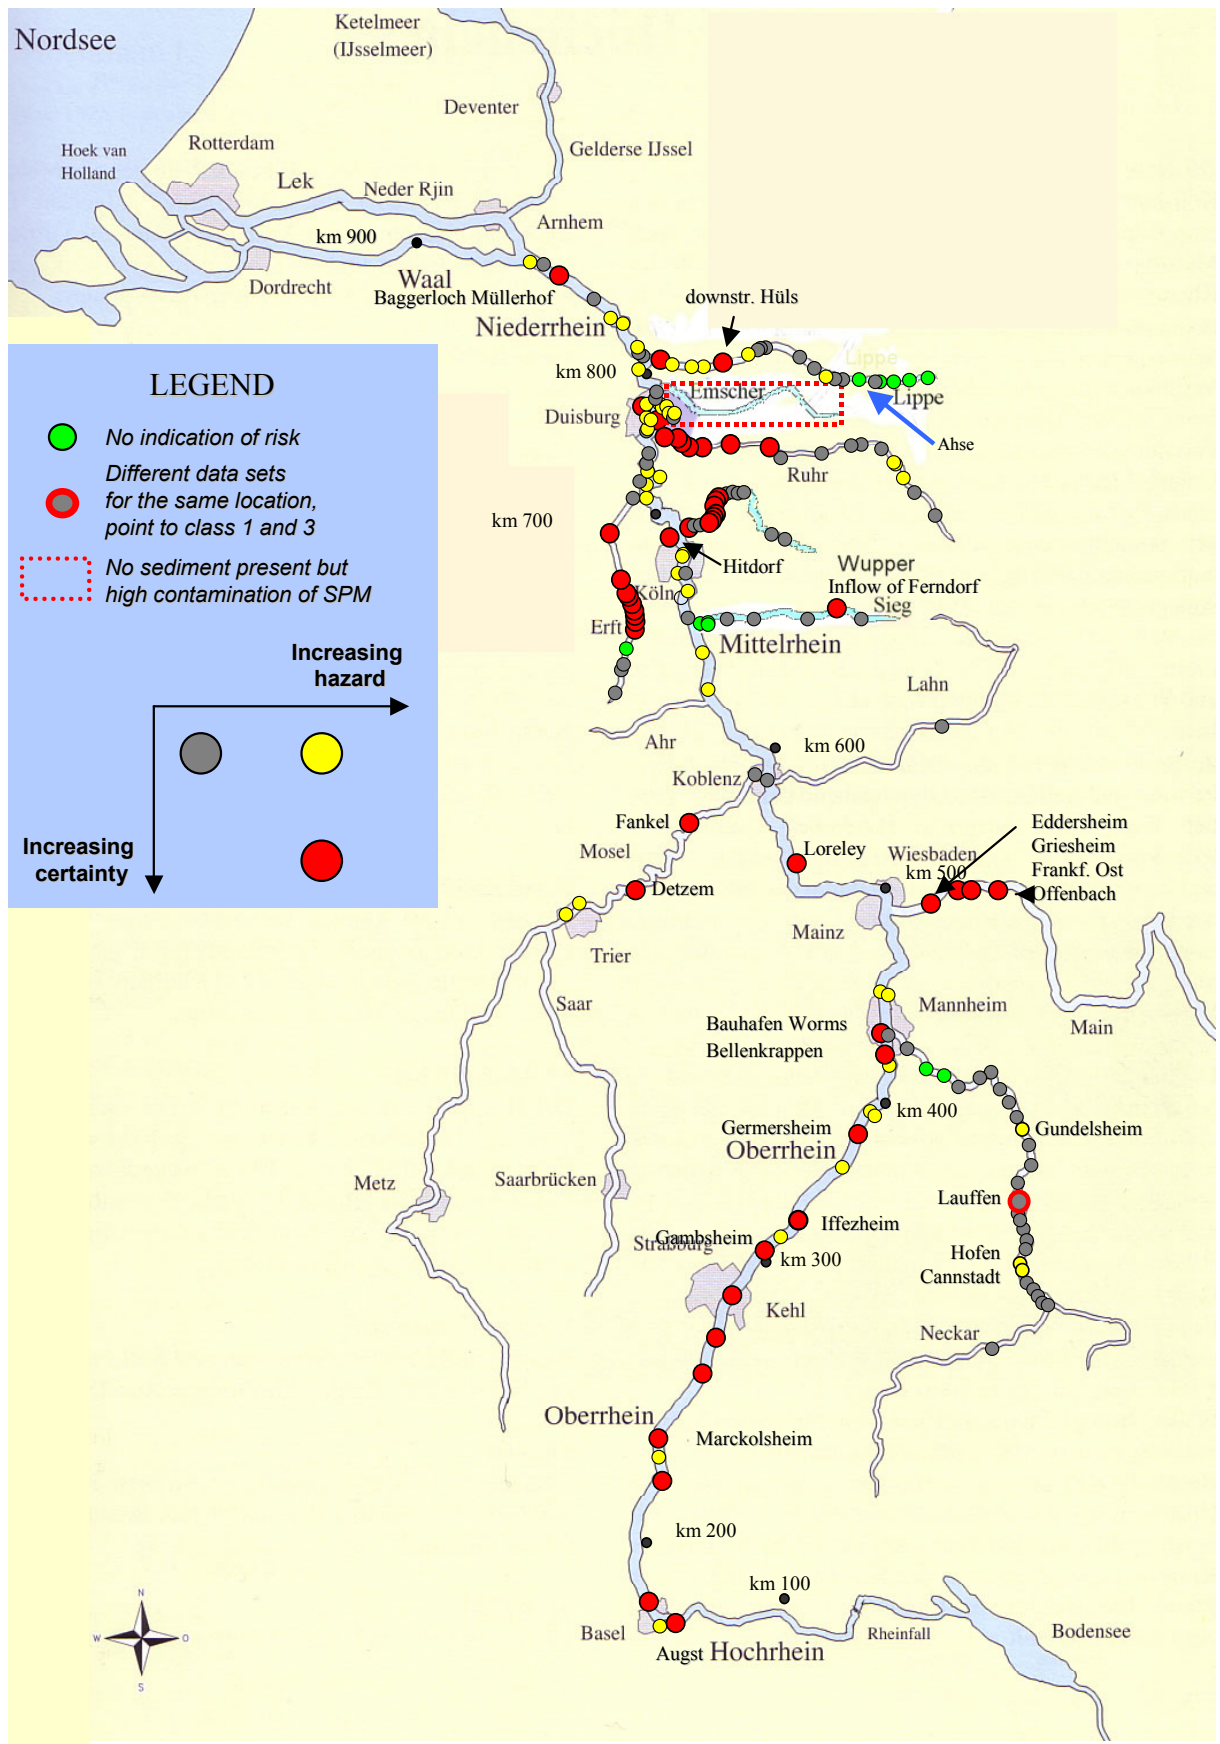 Nordsee
Ketelmeer
(IJsselmeer)
Deventer
Gelderse IJssel
Hoek van
Holland
Rotterdam
Lek
Neder Rjin
Arnhem
km 900
Waal
Dordrecht
Baggerloch Müllerhof
Niederrhein
downstr. Hüls
Lippe
km 800
Emscher
Lippe
Duisburg
Ahse
Ruhr
km 700
Hitdorf
Wupper
Inflow of Ferndorf
Köln
Sieg
Erft
Mittelrhein
Lahn
Ahr
km 600
Koblenz
Fankel
Mosel
Loreley
Wiesbaden
km 500
Eddersheim
Griesheim
Frankf. Ost
Offenbach
Detzem
Mainz
Trier
Saar
Mannheim
Main
Bauhafen Worms
Bellenkrappen
km 400
Germersheim
Oberrhein
Gundelsheim
Metz
Saarbrücken
Lauffen
Iffezheim
Gambsheim
Straßburg
km 300
Hofen
Cannstadt
Kehl
Neckar
Oberrhein
Marckolsheim
km 200
km 100
Basel
Augst
Hochrhein
Rheinfall
Bodensee
LEGEND
No indication of risk
Different data sets
for the same location,
point to class 1 and 3
No sediment present but
high contamination of SPM
Increasing
hazard
Increasing
certainty
N
W
O
S